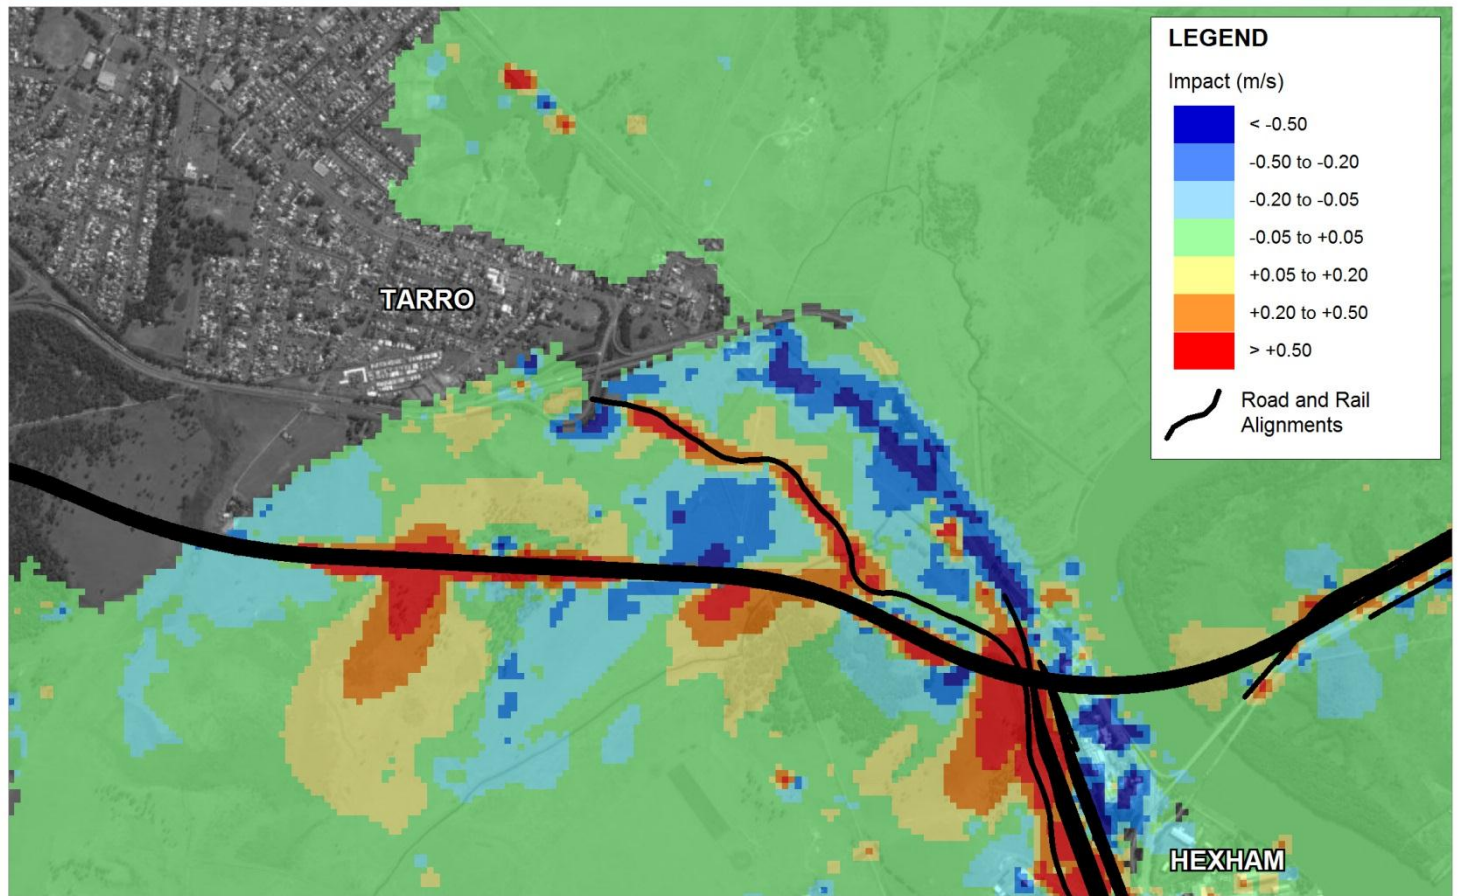 LEGEND
Impact (m/s)
< -0.50
-0.50 to -0.20
-0.20 to -0.05
-0.05 to +0.05
+0.05 to +0.20
+0.20 to +0.50
> +0.50
Road and Rail
Alignments
TARRO
HEXHAM